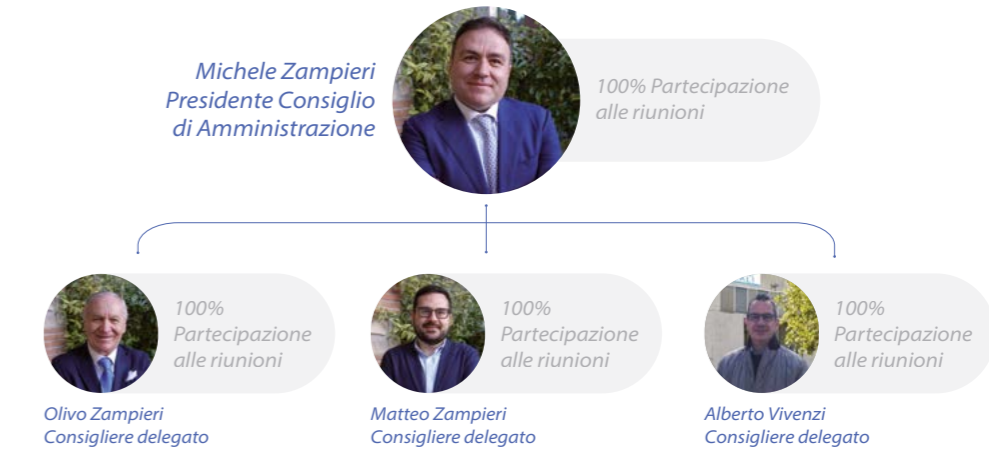 Michele Zampieri
Presidente Consiglio
di Amministrazione
100% Partecipazione
alle riunioni
100%
Partecipazione
alle riunioni
Olivo Zampieri
Consigliere delegato
100%
Partecipazione
alle riunioni
Matteo Zampieri
Consigliere delegato
100%
Partecipazione
alle riunioni
Alberto Vivenzi
Consigliere delegato